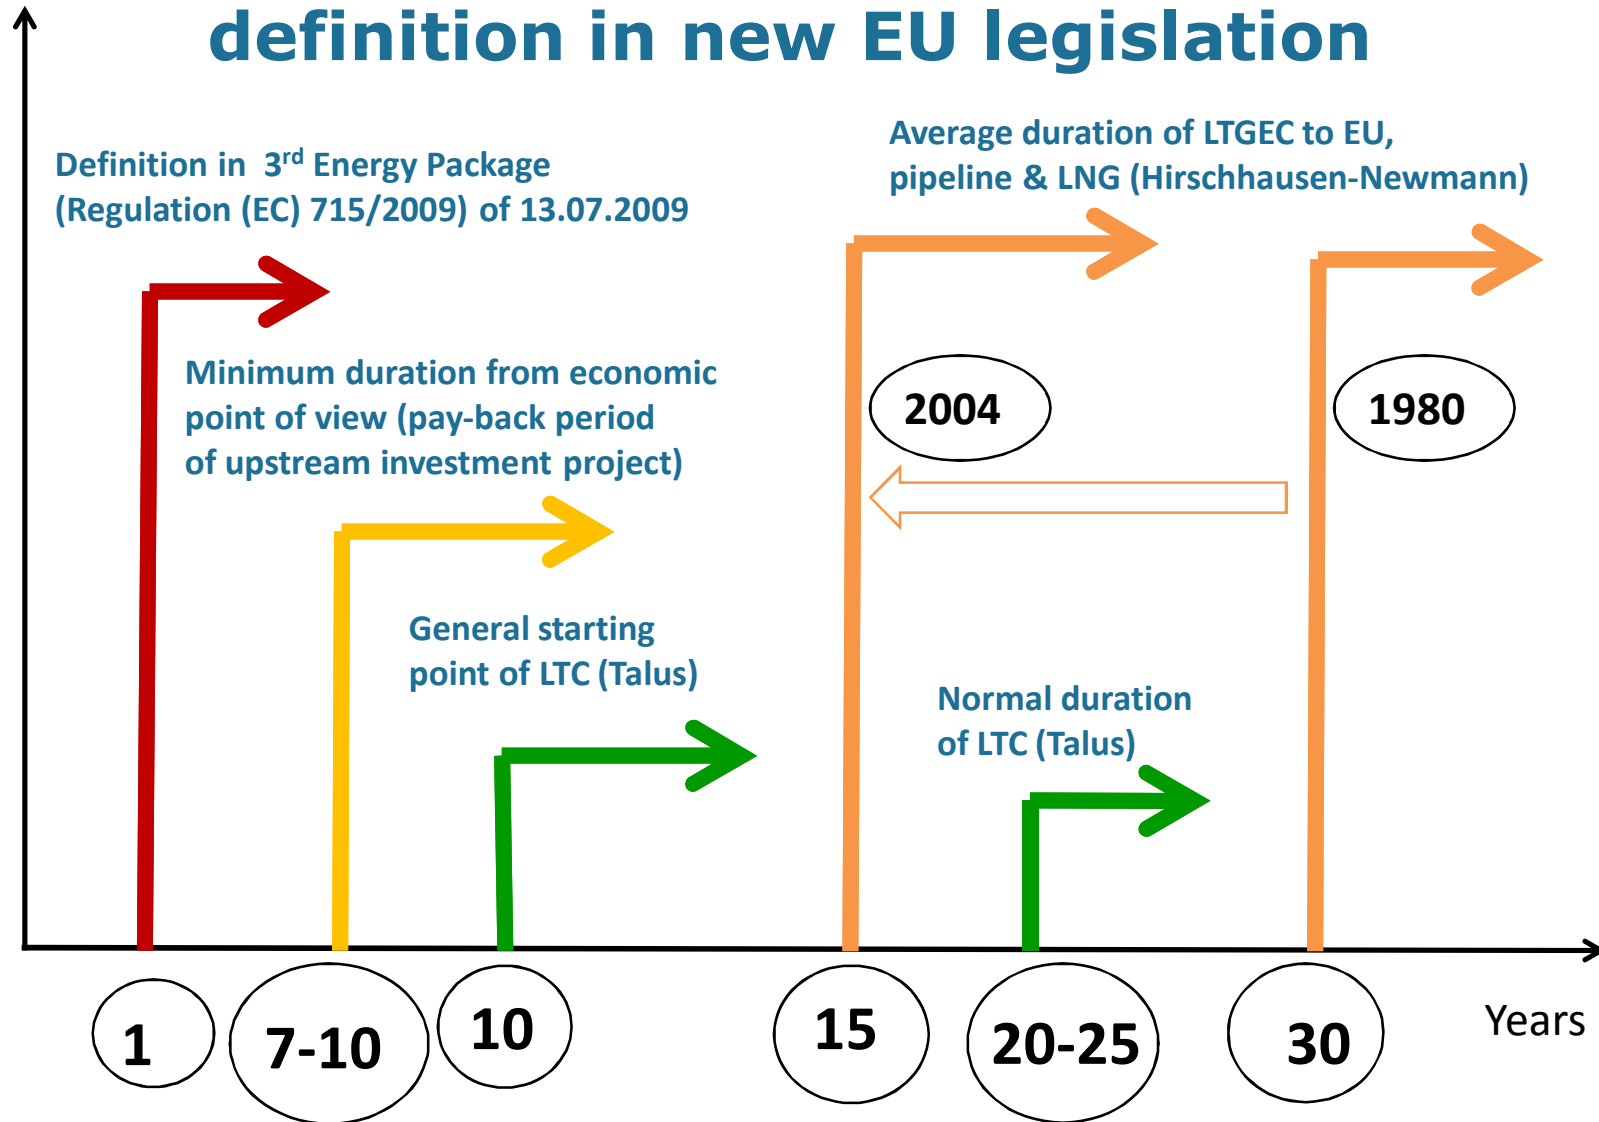 definition in new EU legislation
Definition in 3rd Energy Package
(Regulation (EC) 715/2009) of 13.07.2009
Average duration of LTGEC to EU,
pipeline & LNG (Hirschhausen-Newmann)
Minimum duration from economic
point of view (pay-back period
of upstream investment project)
2004
1980
General starting
point of LTC (Talus)
Normal duration
of LTC (Talus)
1
7-10
10
15
20-25
30
Years